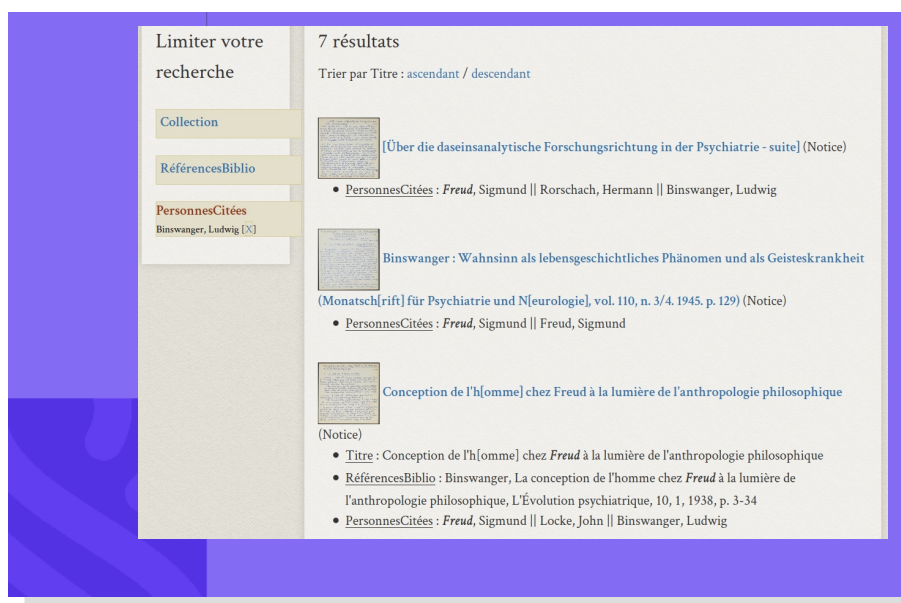 Limiter votre
recherche
Collection
RéférencesBiblio
PersonnesCitées
Binswanger, Ludwig [X]
7 résultats
Trier par Titre : ascendant / descendant
[Über die daseinsanalytische Forschungsrichtung in der Psychiatrie - suite] (Notice)
• PersonnesCitées : Freud, Sigmund || Rorschach, Hermann || Binswanger, Ludwig
Binswanger : Wahnsinn als lebensgeschichtliches Phänomen und als Geisteskrankheit
(Monatsch[rift] für Psychiatrie und N[eurologie], vol. 110, n. 3/4. 1945. p. 129) (Notice)
• PersonnesCitées : Freud, Sigmund || Freud, Sigmund
Conception de l'h[omme] chez Freud à la lumière de l'anthropologie philosophique
(Notice)
• Titre : Conception de l'h[omme] chez Freud à la lumière de l'anthropologie philosophique
• RéférencesBiblio : Binswanger, La conception de l'homme chez Freud à la lumière de
l'anthropologie philosophique, L'Évolution psychiatrique, 10, 1, 1938, p. 3-34
• PersonnesCitées : Freud, Sigmund || Locke, John || Binswanger, Ludwig